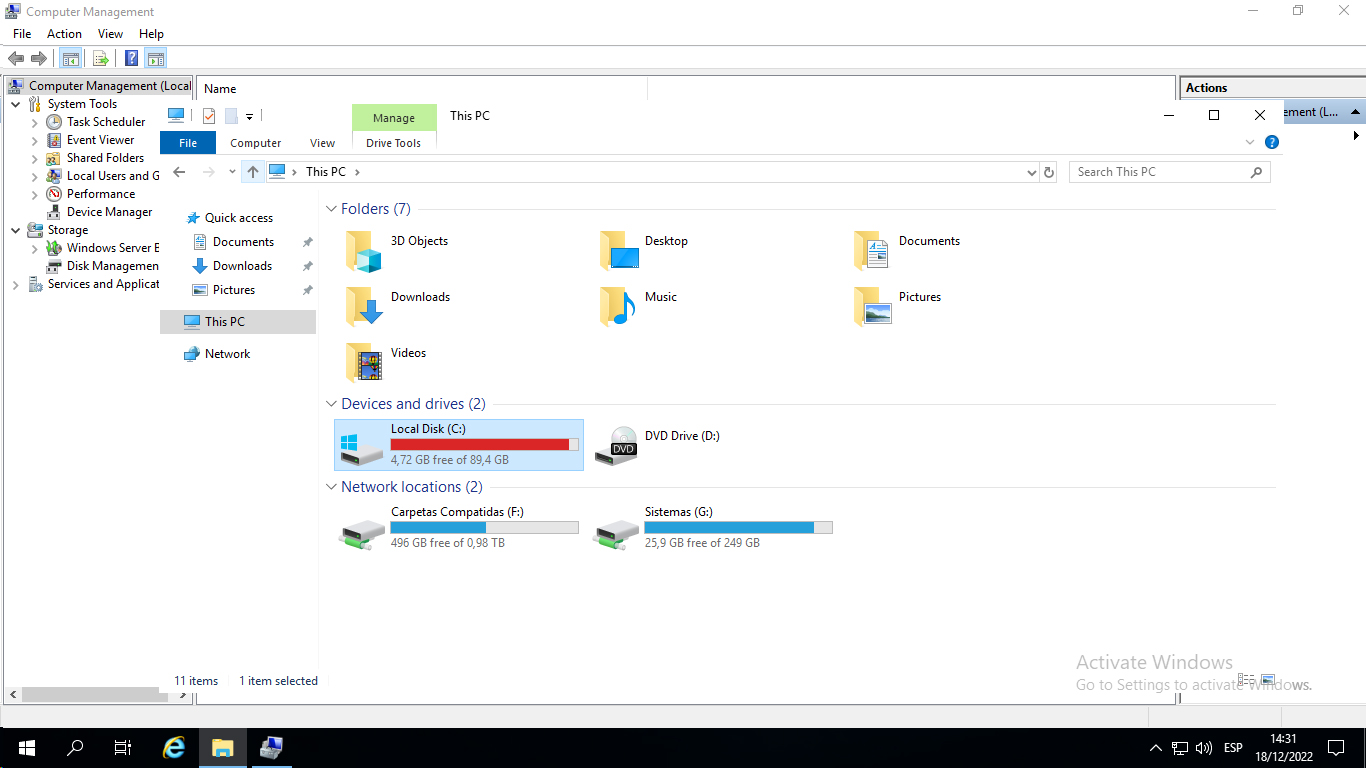 Computer Management
File Action View Help
Computer Management (Local
Name
Actions
System Tools
Task Scheduler
Event Viewer
Shared Folders
Local Users and G
Performance
Device Manager
Storage
Windows Server B
Disk Managemen
Services and Applicat
ement (L...
Manage
This PC
File Computer View Drive Tools
This PC
Search This PC
Quick access
Documents
Downloads
Pictures
This PC
Network
Folders (7)
3D Objects
Desktop
Documents
Downloads
Music
Pictures
Videos
Devices and drives (2)
Local Disk (C:)
4,72 GB free of 89,4 GB
DVD
DVD Drive (D:)
Network locations (2)
Carpetas Compatidas (F:)
496 GB free of 0,98 TB
Sistemas (G:)
25,9 GB free of 249 GB
11 items 1 item selected
Activate Windows
Go to Settings to activate Windows.
ESP
14:31
18/12/2022